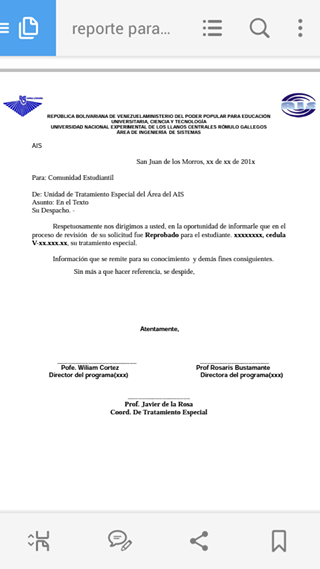 reporte para...
REPÚBLICA BOLIVARIANA DE VENEZUELAMINISTERIO DEL PODER POPULAR PARA EDUCACIÓN
UNIVERSITARIA, CIENCIA Y TECNOLOGÍA
UNIVERSIDAD NACIONAL EXPERIMENTAL DE LOS LLANOS CENTRALES RÓMULO GALLEGOS
ÁREA DE INGENIERÍA DE SISTEMAS
AIS
AIS
San Juan de los Morros, xx de xx de 201x
Para: Comunidad Estudiantil
De: Unidad de Tratamiento Especial del Área del AIS
Asunto: En el Texto
Su Despacho. -
Respetuosamente nos dirigimos a usted, en la oportunidad de informarle que en el
proceso de revisión de su solicitud fue Reprobado para el estudiante. xxxxxxxx, cedula
V-xx.xxx.xx, su tratamiento especial.
Información que se remite para su conocimiento y demás fines consiguientes.
Sin más a que hacer referencia, se despide,
Atentamente,
Pofe. Wiliam Cortez Prof Rosaris Bustamante
Director del programa(xxx) Directora del programa(xxx)
Prof. Javier de la Rosa
Coord. De Tratamiento Especial